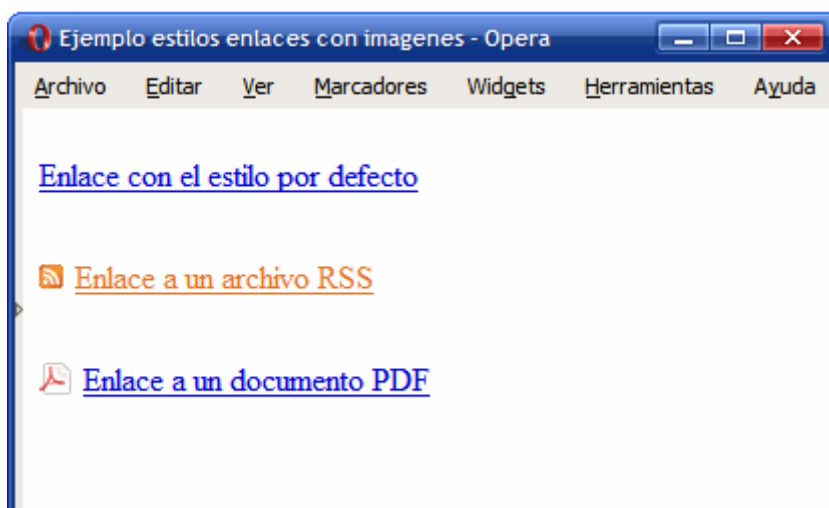 Ejemplo estilos enlaces con imagenes - Opera
Archivo Editar Ver Marcadores Widgets Herramientas Ayuda
Enlace con el estilo por defecto
Enlace a un archivo RSS
Enlace a un documento PDF